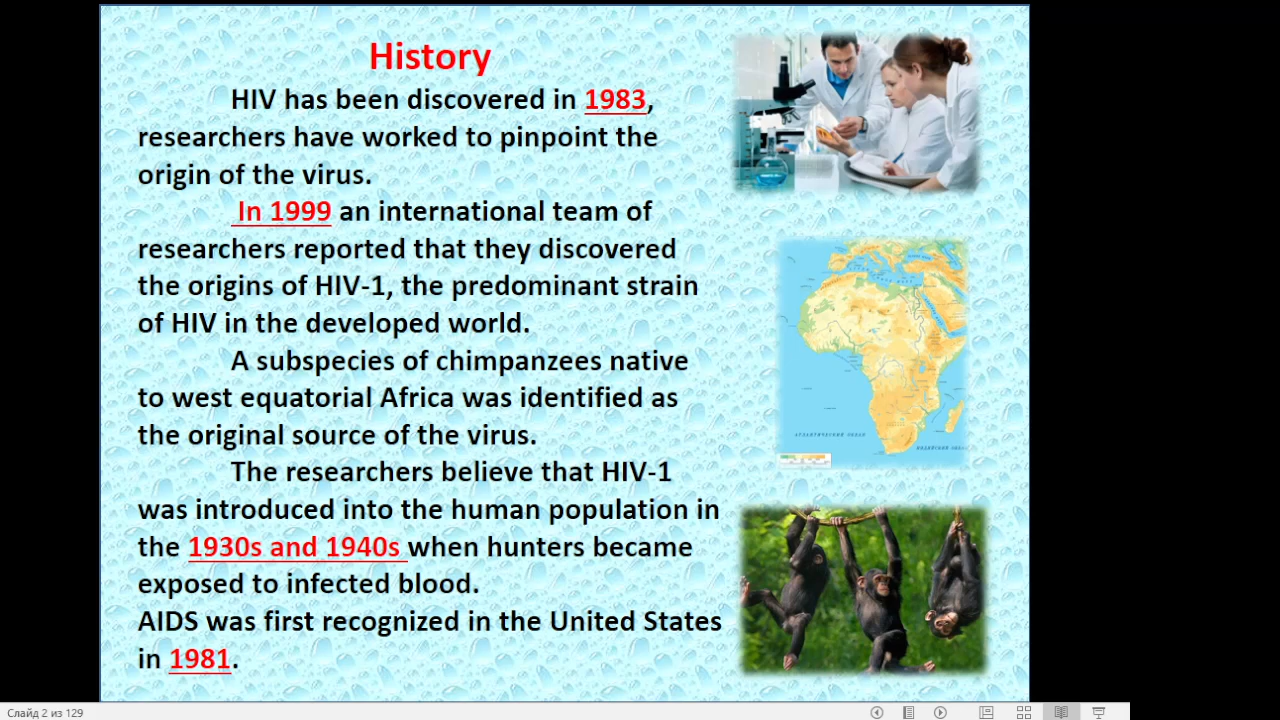 History
HIV has been discovered in 1983,
researchers have worked to pinpoint the
origin of the virus.
In 1999 an international team of
researchers reported that they discovered
the origins of HIV-1, the predominant strain
of HIV in the developed world.
A subspecies of chimpanzees native
to west equatorial Africa was identified as
the original source of the virus.
The researchers believe that HIV-1
was introduced into the human population in
the 1930s and 1940s when hunters became
exposed to infected blood.
AIDS was first recognized in the United States
in 1981.
АТЛАНТИЧЕСКИЙ ОКЕАН
Слайд 2 из 129